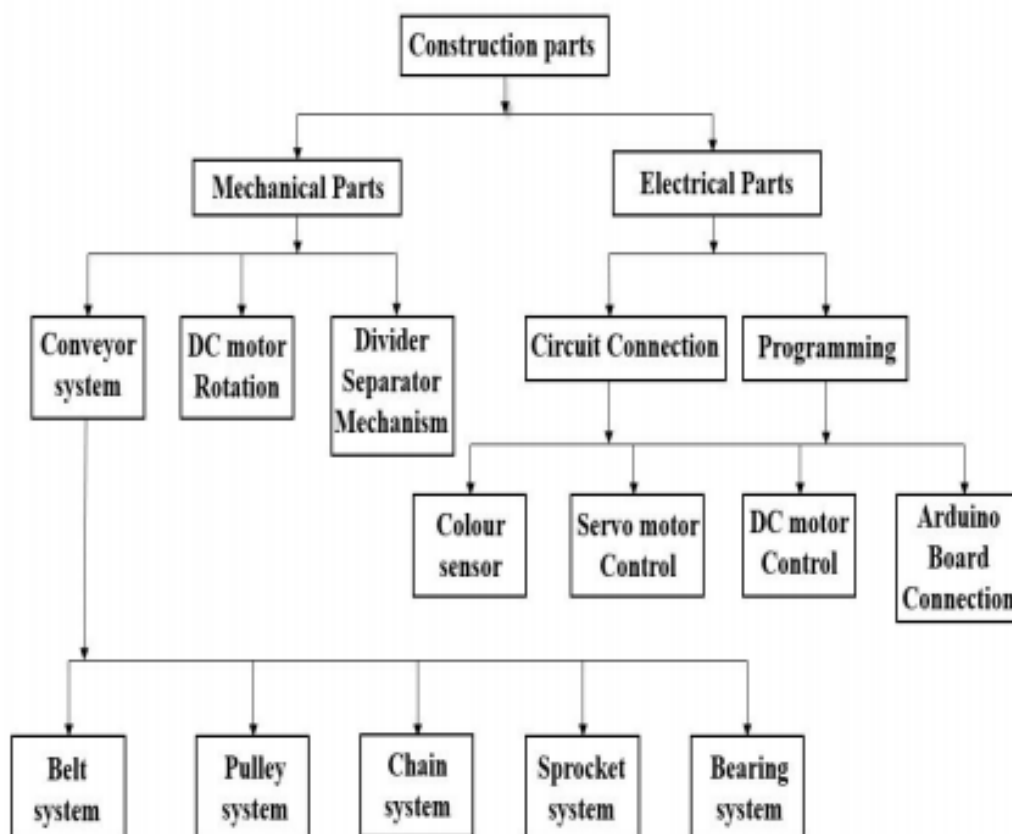 Construction parts
Mechanical Parts
Electrical Parts
Conveyor
system
DC motor
Rotation
Divider
Separator
Mechanism
Circuit Connection
Programming
Colour
sensor
Servo motor
Control
DC motor
Control
Arduino
Board
Connection
Belt
system
Pulley
system
Chain
system
Sprocket
system
Bearing
system